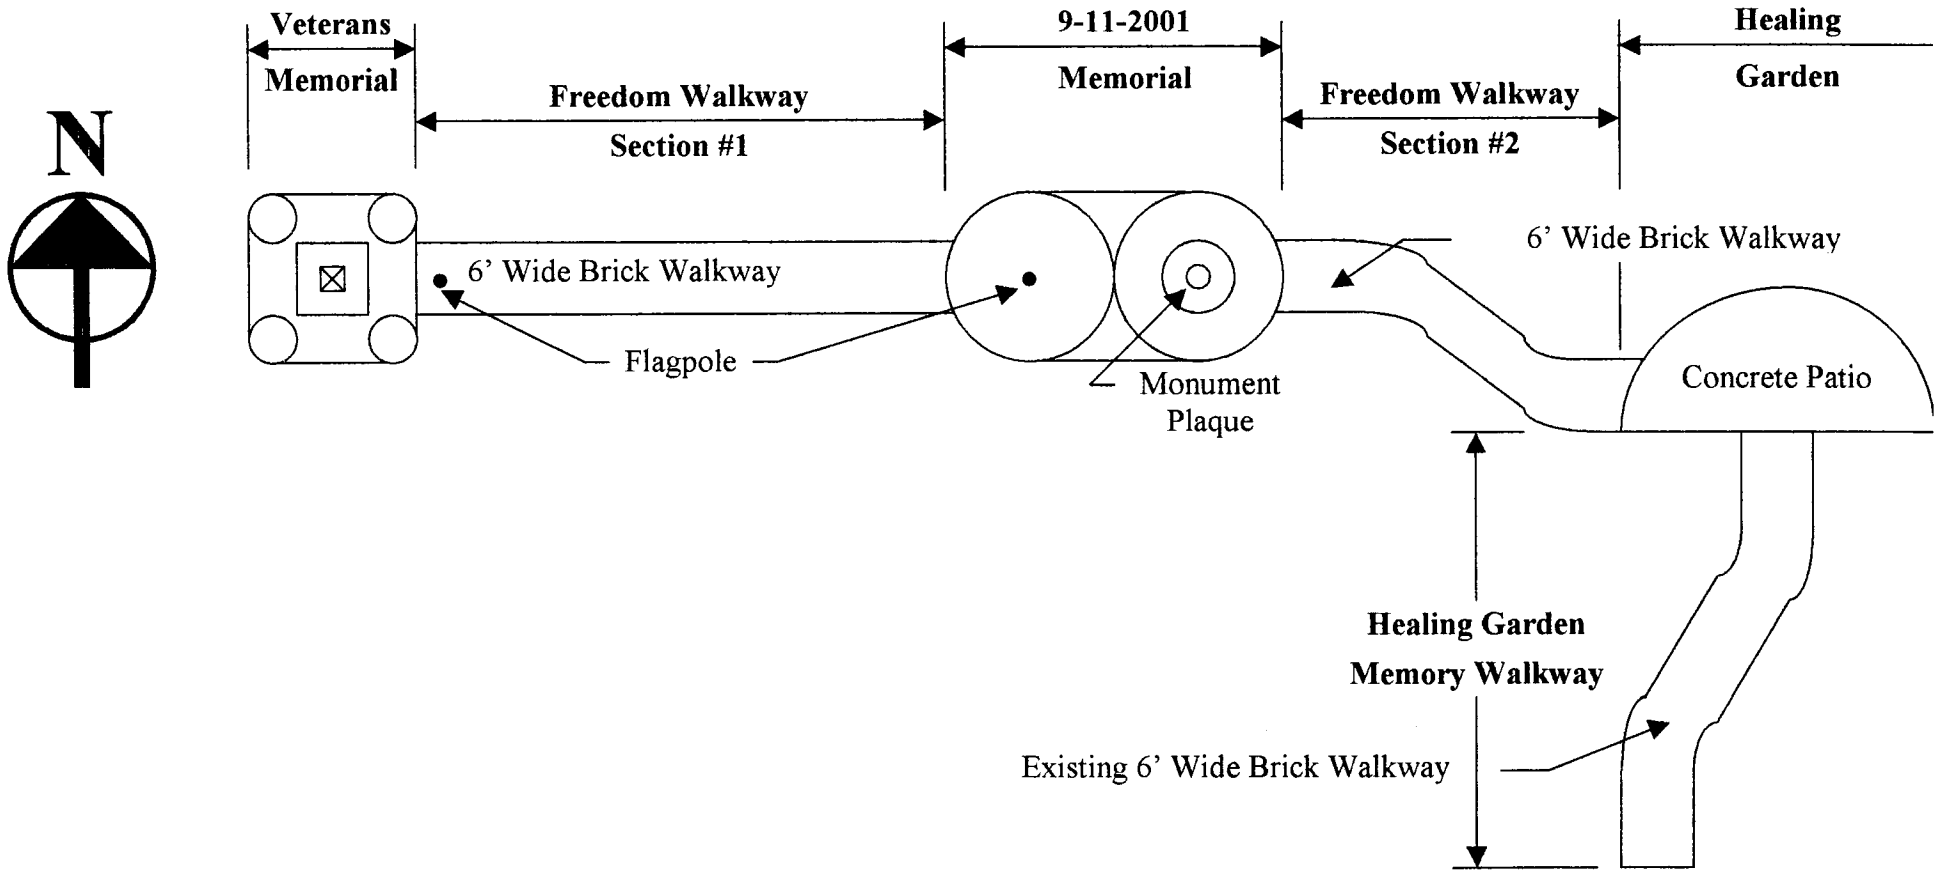 Veterans
Memorial
9-11-2001
Memorial
Healing
Garden
Freedom Walkway
Section #1
Freedom Walkway
Section #2
N
6’ Wide Brick Walkway
6’ Wide Brick Walkway
Flagpole
Monument
Plaque
Concrete Patio
Healing Garden
Memory Walkway
Existing 6’ Wide Brick Walkway